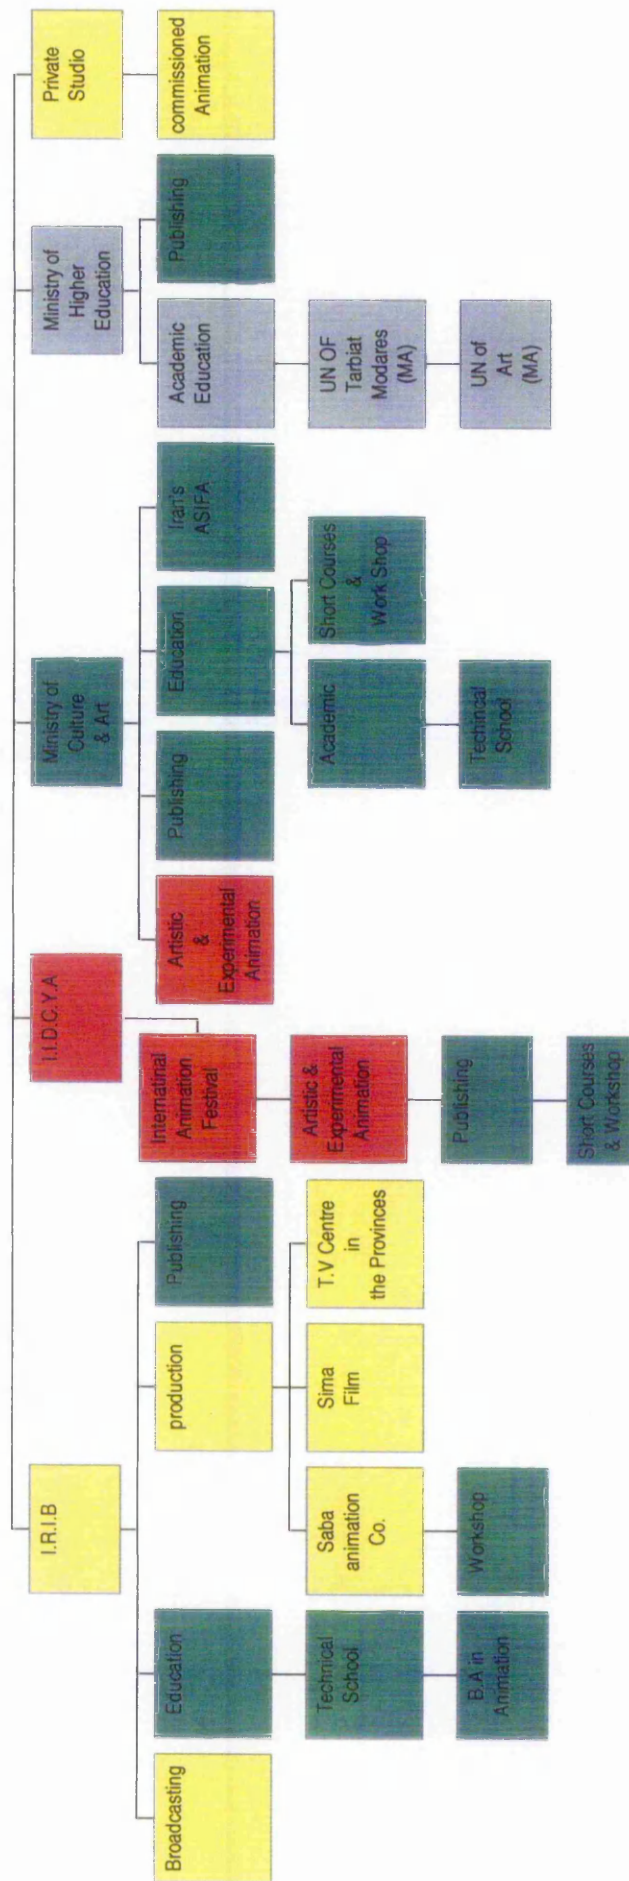 I.R.I.B
I.I.D.C.Y.A
Ministry of
Culture
& Art
Ministry of
Higher
Education
Private
Studio
Broadcasting
Education
production
Publishing
Internatinal
Animation
Festival
Artistic
&
Experimental
Animation
Publishing
Education
Iran's
ASIFA
Academic
Education
Publishing
commissioned
Animation
Technical
School
Saba
animation
Co.
Sima
Film
T.V Centre
in
the Provinces
Artistic &
Experimental
Animation
Academic
Short Courses
&
Work Shop
UN OF
Tarbiat
Modares
(MA)
B.A in
Animation
Workshop
Publishing
Techincal
School
UN of
Art
(MA)
Short Courses
& Workshop